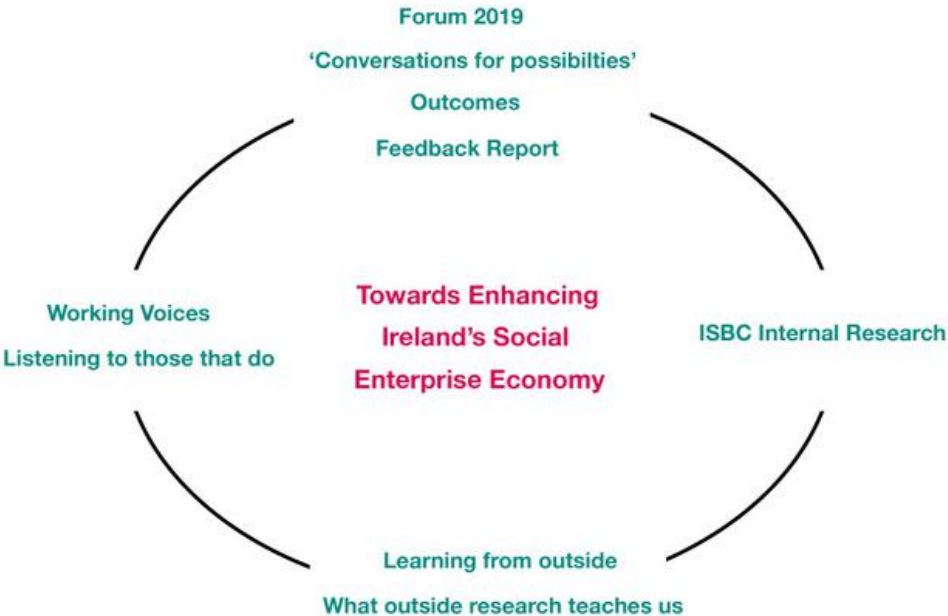 Forum 2019
‘Conversations for possibilties’
Outcomes
Feedback Report
Working Voices
Listening to those that do
Towards Enhancing
Ireland’s Social
Enterprise Economy
ISBC Internal Research
Learning from outside
What outside research teaches us